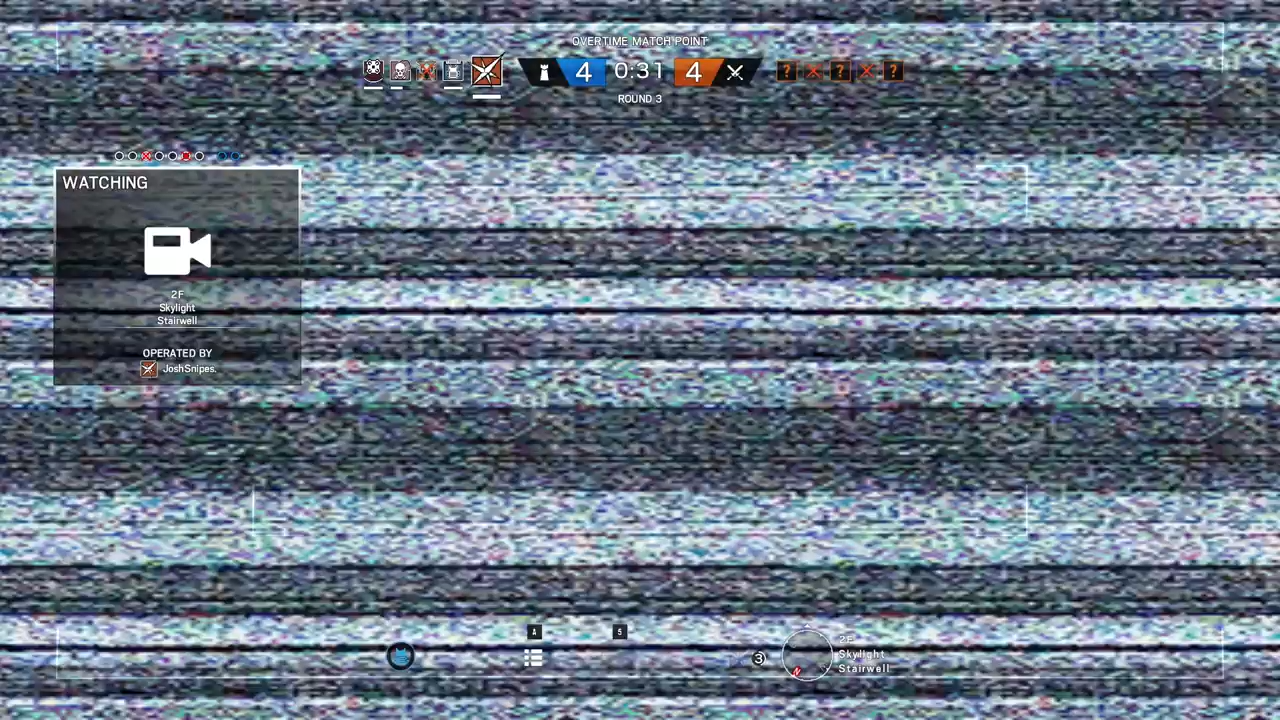 OVERTIME MATCH POINT
4 0:31 4
? ? ?
ROUND 3
WATCHING
2F
Skylight
Stairwell
OPERATED BY
JoshSnipes.
A 5
2F
3 Skylight
Stairwell
N